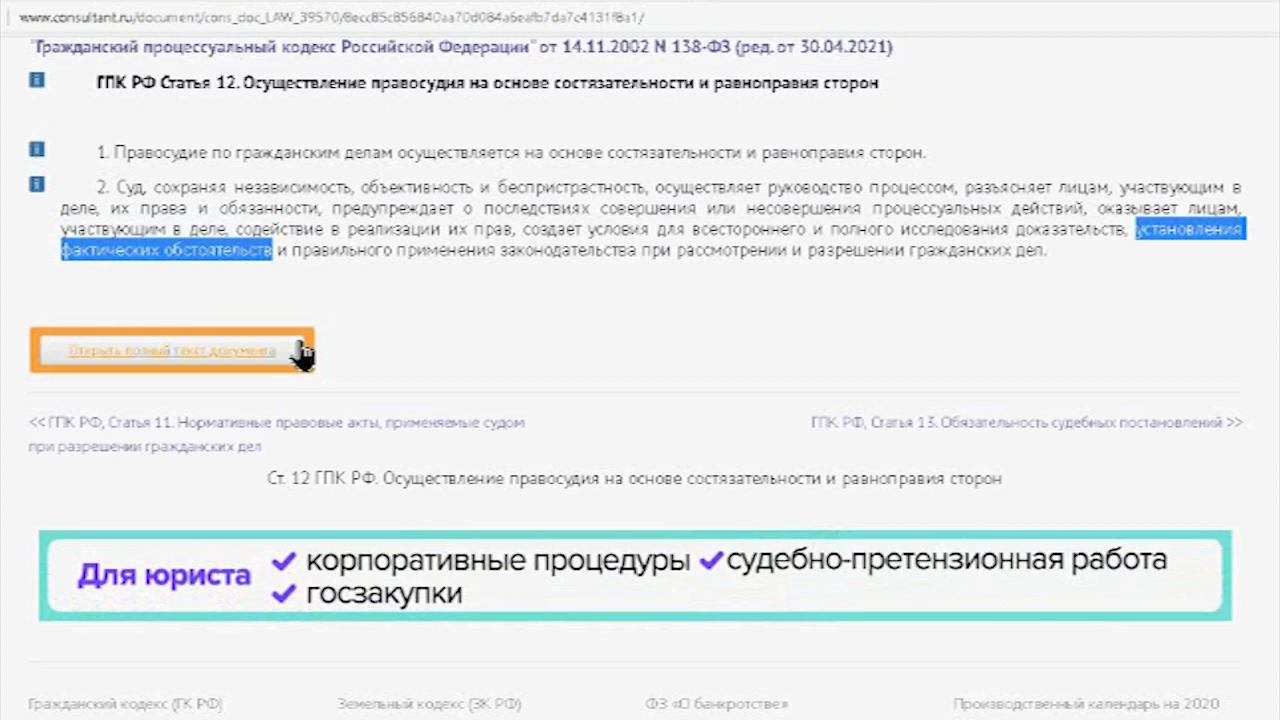 www.consultant.ru/document/cons_doc_LAW_39570/8ecc85c856840aa70d084a6eafb7da7c4131f8a1/
"Гражданский процессуальный кодекс Российской Федерации" от 14.11.2002 N 138-ФЗ (ред. от 30.04.2021)
ГПК РФ Статья 12. Осуществление правосудия на основе состязательности и равноправия сторон
1. Правосудие по гражданским делам осуществляется на основе состязательности и равноправия сторон.
2. Суд, сохраняя независимость, объективность и беспристрастность, осуществляет руководство процессом, разъясняет лицам, участвующим в
деле, их права и обязанности, предупреждает о последствиях совершения или несовершения процессуальных действий, оказывает лицам,
участвующим в деле, содействие в реализации их прав, создает условия для всестороннего и полного исследования доказательств, установления
фактических обстоятельств и правильного применения законодательства при рассмотрении и разрешении гражданских дел.
Открыть полный текст документа
<< ГПК РФ, Статья 11. Нормативные правовые акты, применяемые судом
при разрешении гражданских дел
ГПК РФ, Статья 13. Обязательность судебных постановлений >>
Ст. 12 ГПК РФ. Осуществление правосудия на основе состязательности и равноправия сторон
Для юриста
корпоративные процедуры
судебно-претензионная работа
госзакупки
Гражданский кодекс (ГК РФ)
Земельный кодекс (ЗК РФ)
ФЗ «О банкротстве»
Производственный календарь на 2020